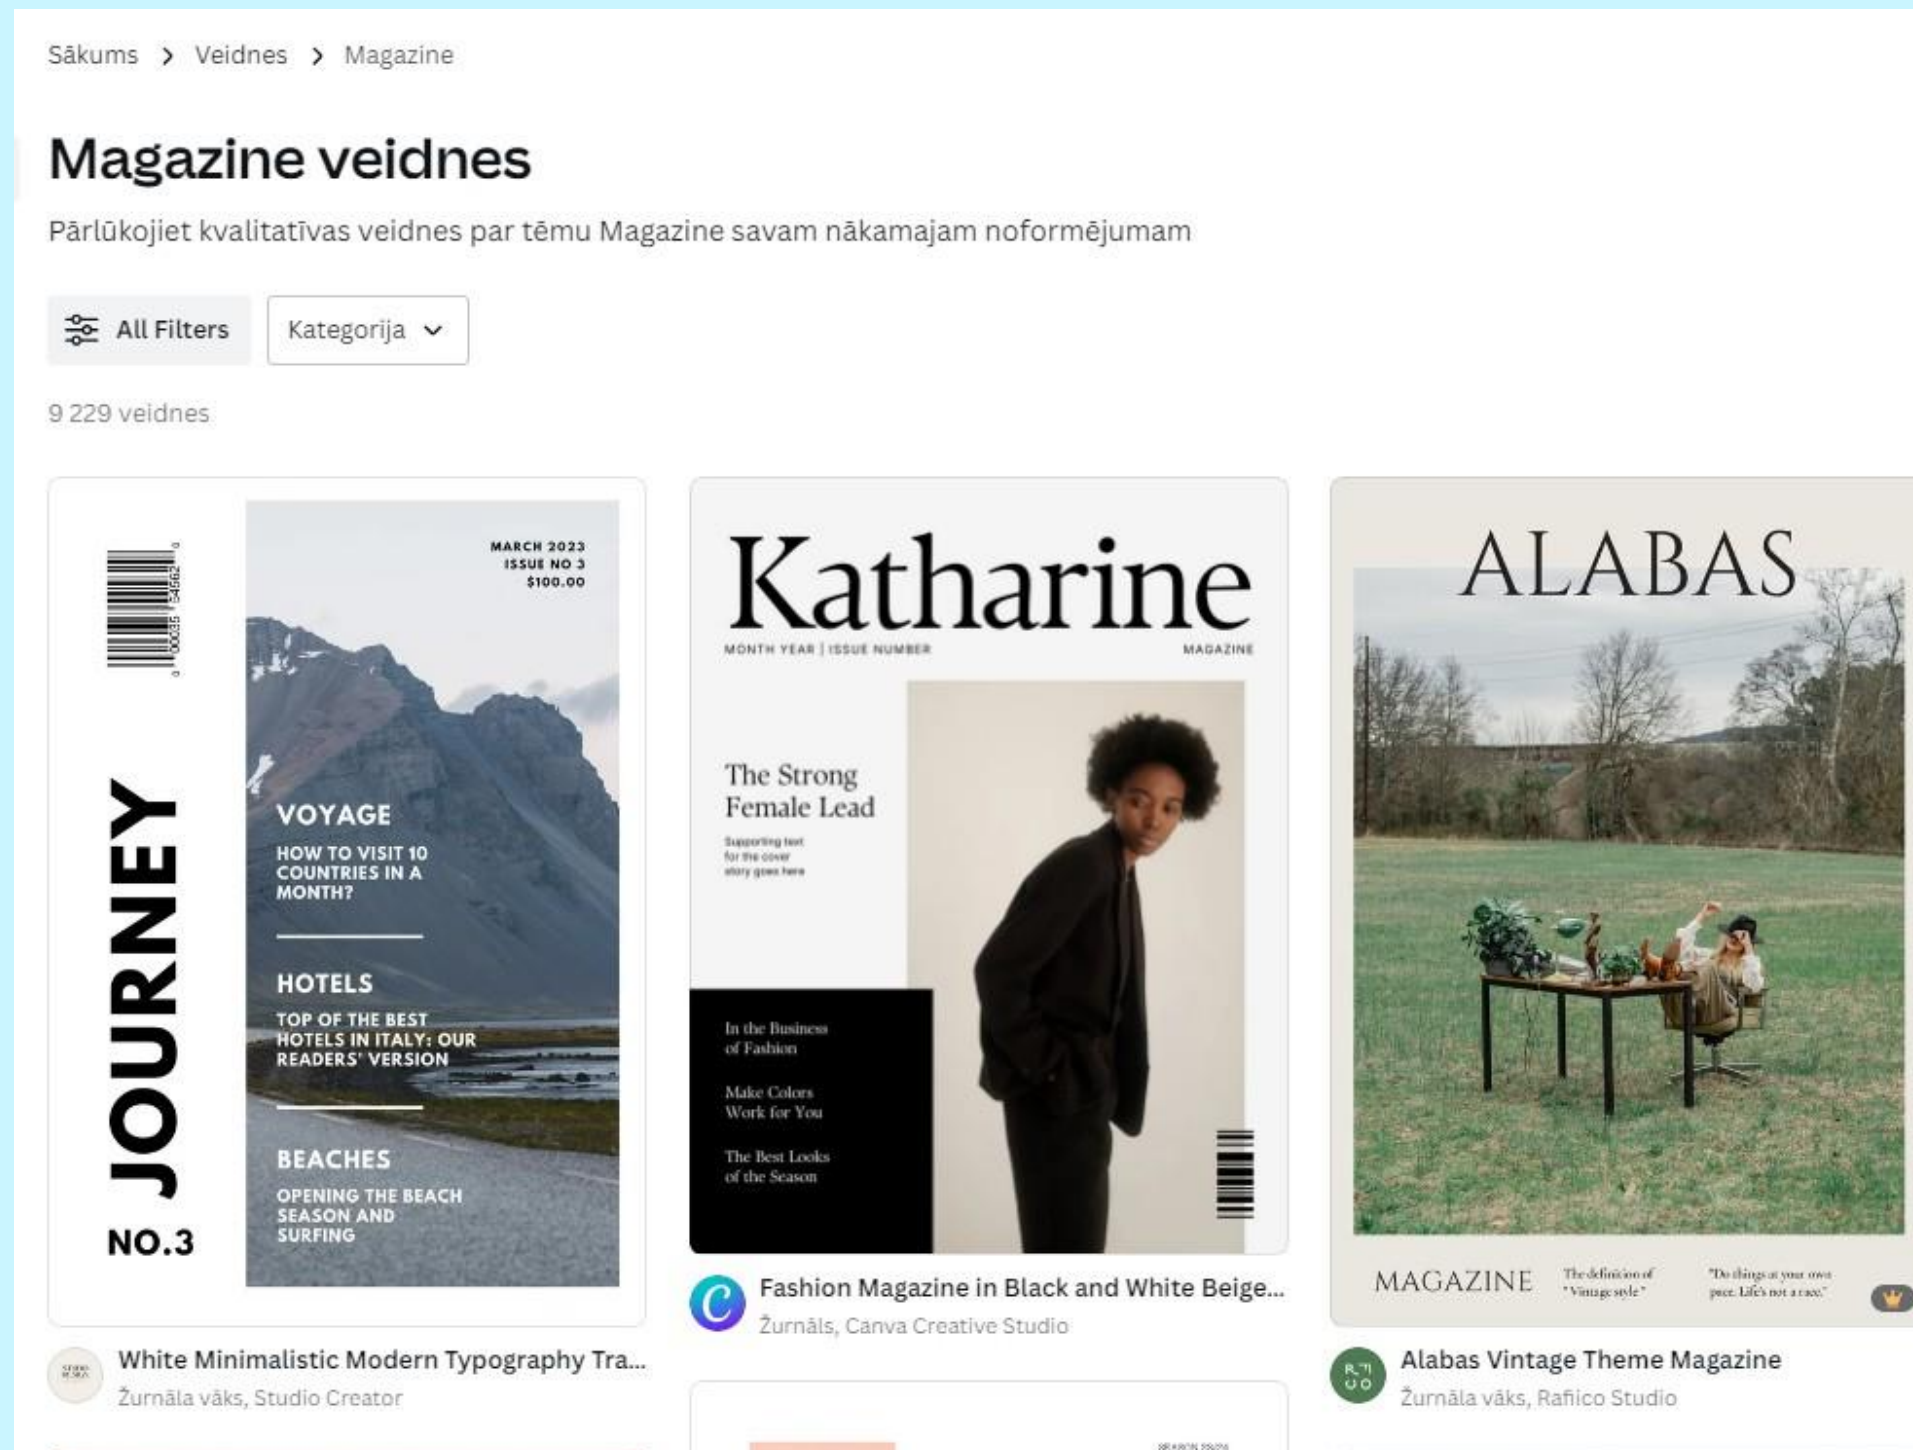 Sākums > Veidnes > Magazine
Magazine veidnes
Pārlūkojiet kvalitatīvas veidnes par tēmu Magazine savam nākamajam noformējumam
All Filters
Kategorija
9 229 veidnes
0 00035 54562 0
MARCH 2023
ISSUE NO 3
$100.00
JOURNEY
NO.3
VOYAGE
HOW TO VISIT 10
COUNTRIES IN A
MONTH?
HOTELS
TOP OF THE BEST
HOTELS IN ITALY: OUR
READERS' VERSION
BEACHES
OPENING THE BEACH
SEASON AND
SURFING
White Minimalistic Modern Typography Tra...
Žurnāla vāks, Studio Creator
Katharine
MONTH YEAR | ISSUE NUMBER
MAGAZINE
The Strong
Female Lead
Supporting text
for the cover
story goes here
In the Business
of Fashion
Make Colors
Work for You
The Best Looks
of the Season
Fashion Magazine in Black and White Beige...
Žurnāls, Canva Creative Studio
ALABAS
MAGAZINE
The definition of
"Vintage style"
"Do things at your own
pace. Life's not a race."
Alabas Vintage Theme Magazine
Žurnāla vāks, Rafiico Studio